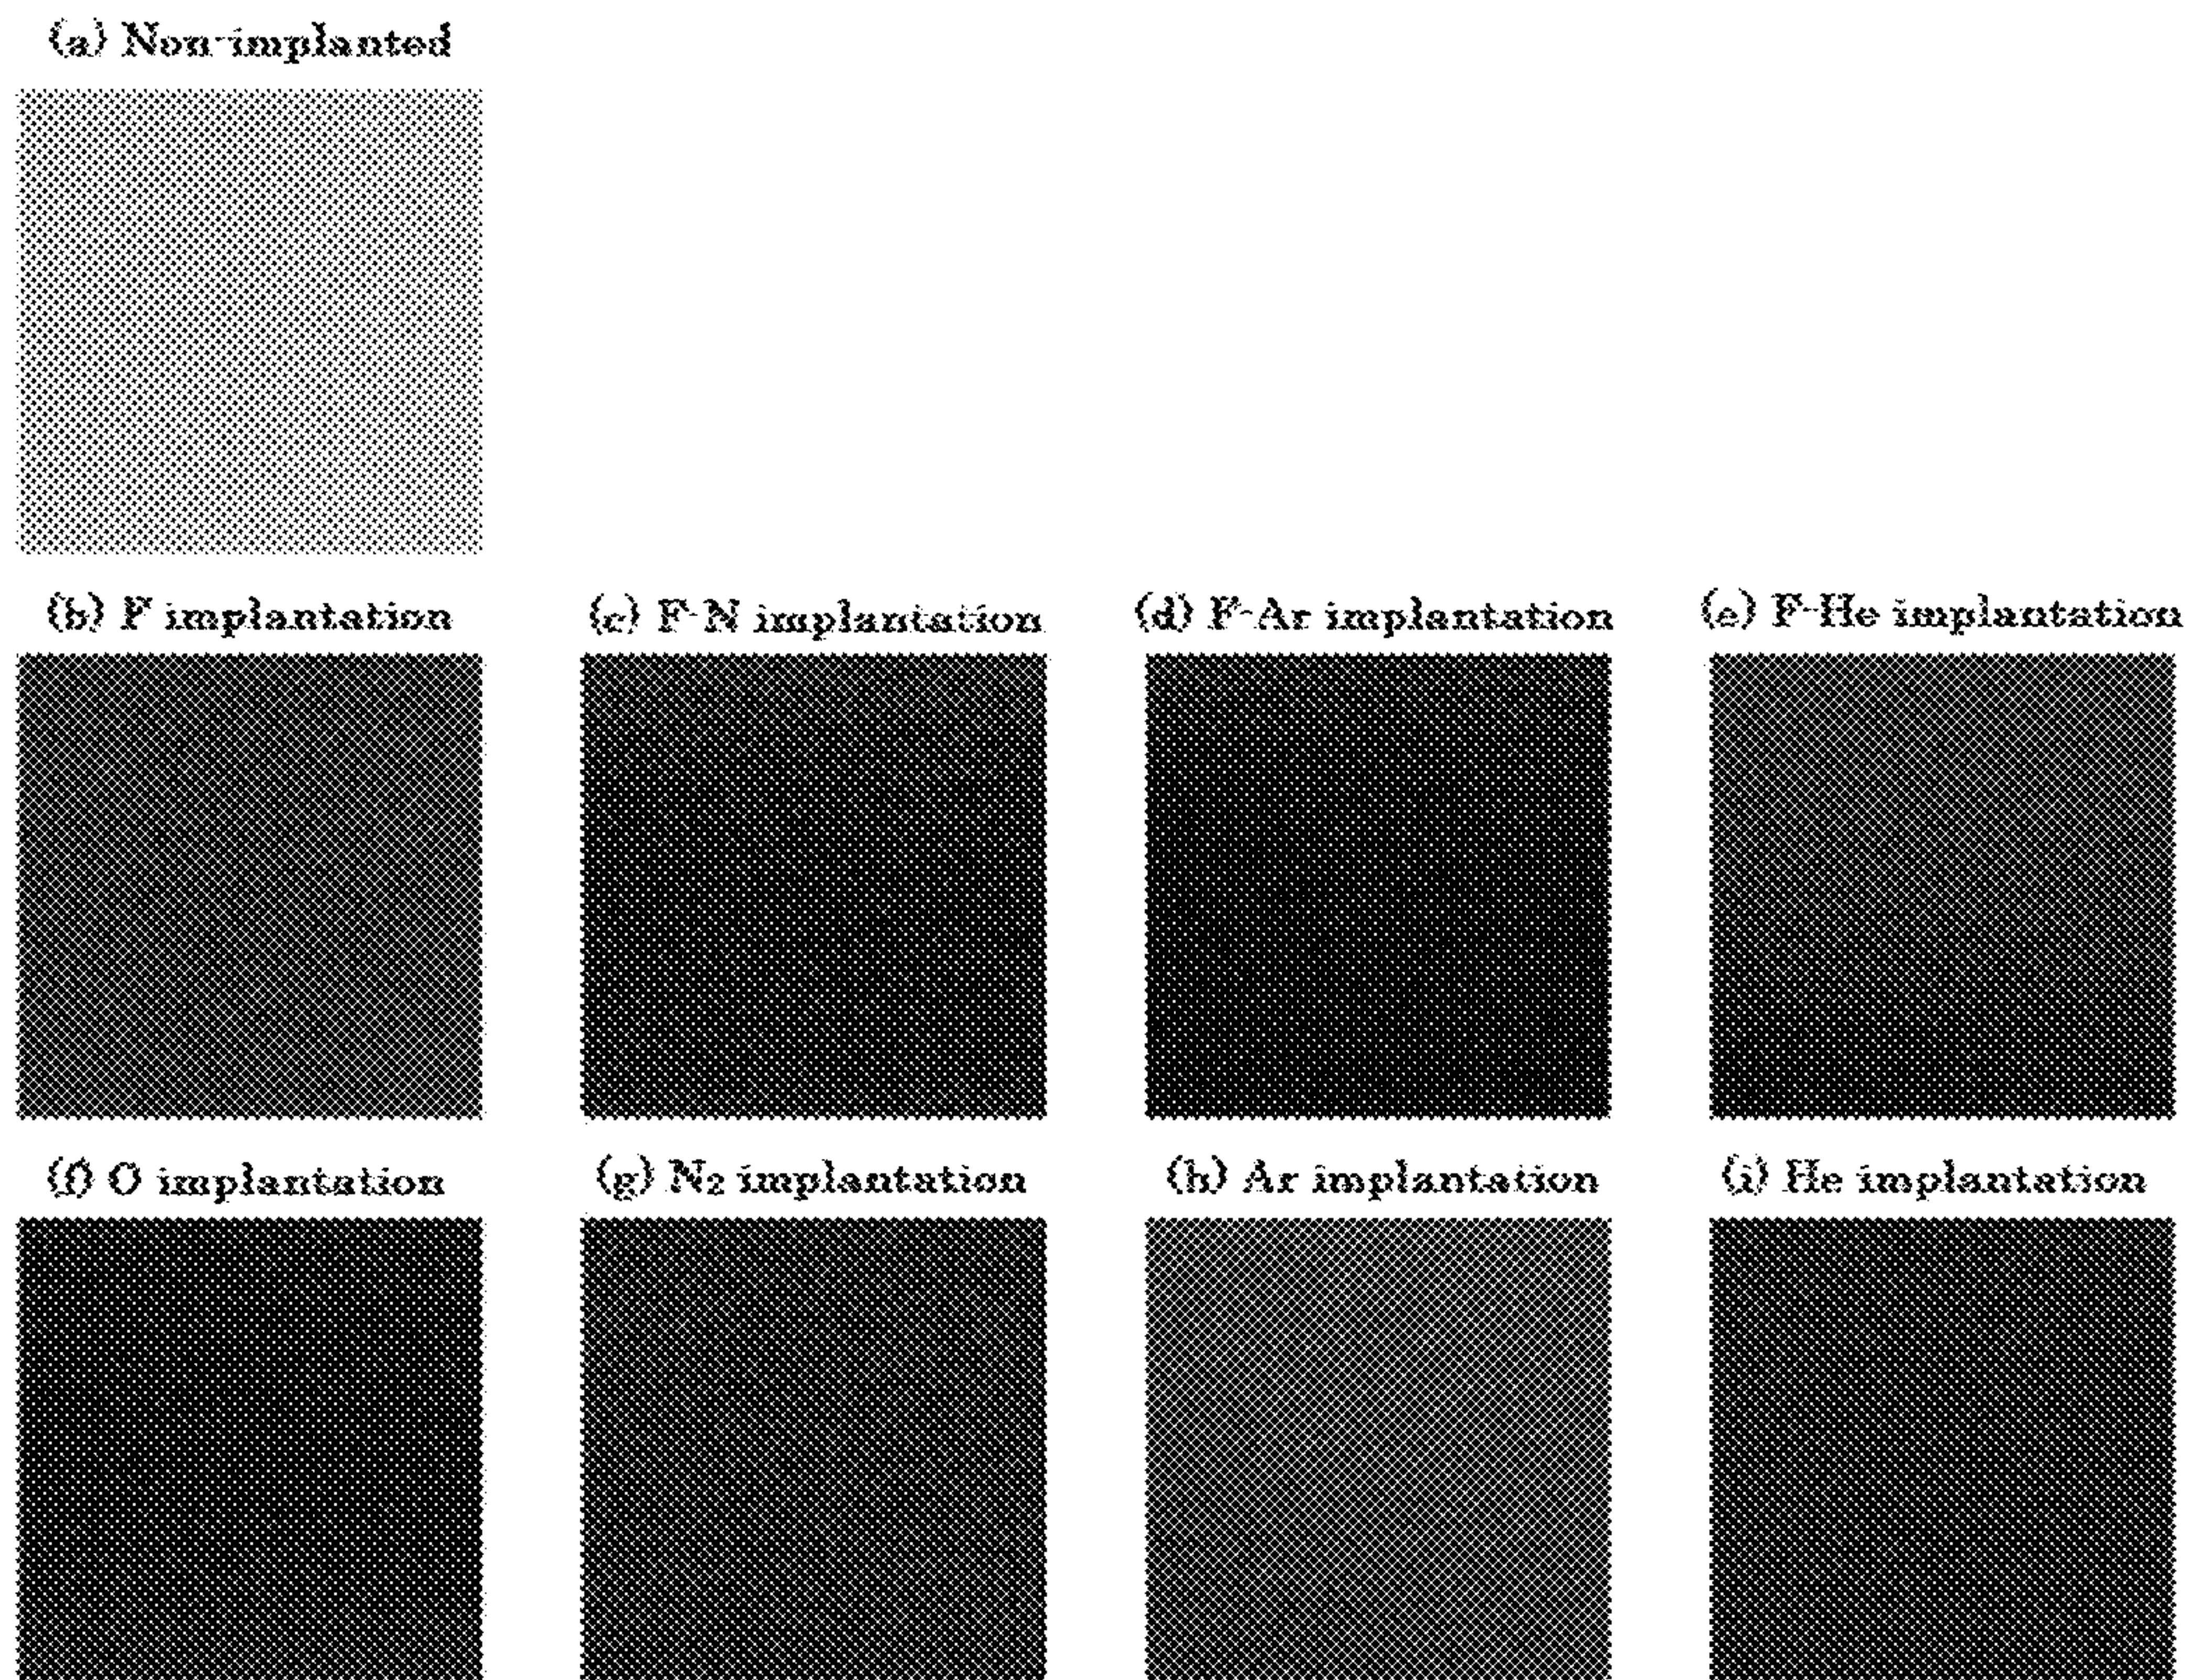 (a) Non-implanted
(b) F implantation
(c) F-N implantation
(d) F-Ar implantation
(e) F-He implantation
(f) O implantation
(g) N₂ implantation
(h) Ar implantation
(i) He implantation